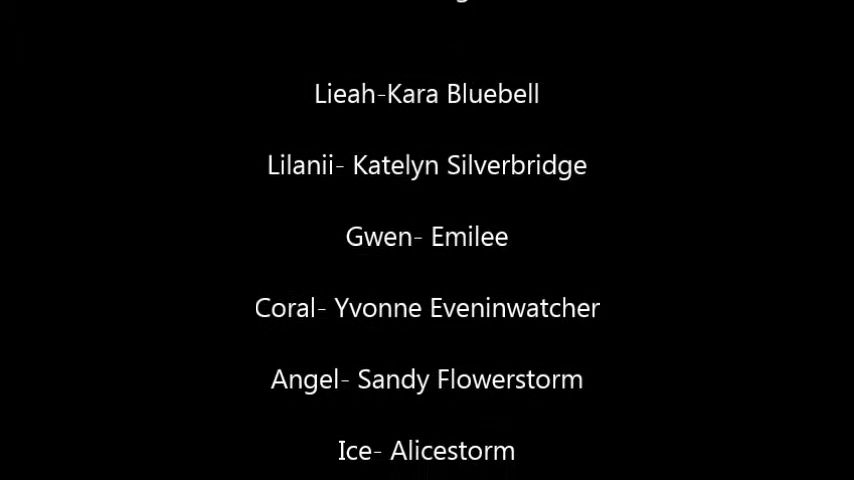 Lieah-Kara Bluebell
Lilanii- Katelyn Silverbridge
Gwen- Emilee
Coral- Yvonne Eveninwatcher
Angel- Sandy Flowerstorm
Ice- Alicestorm